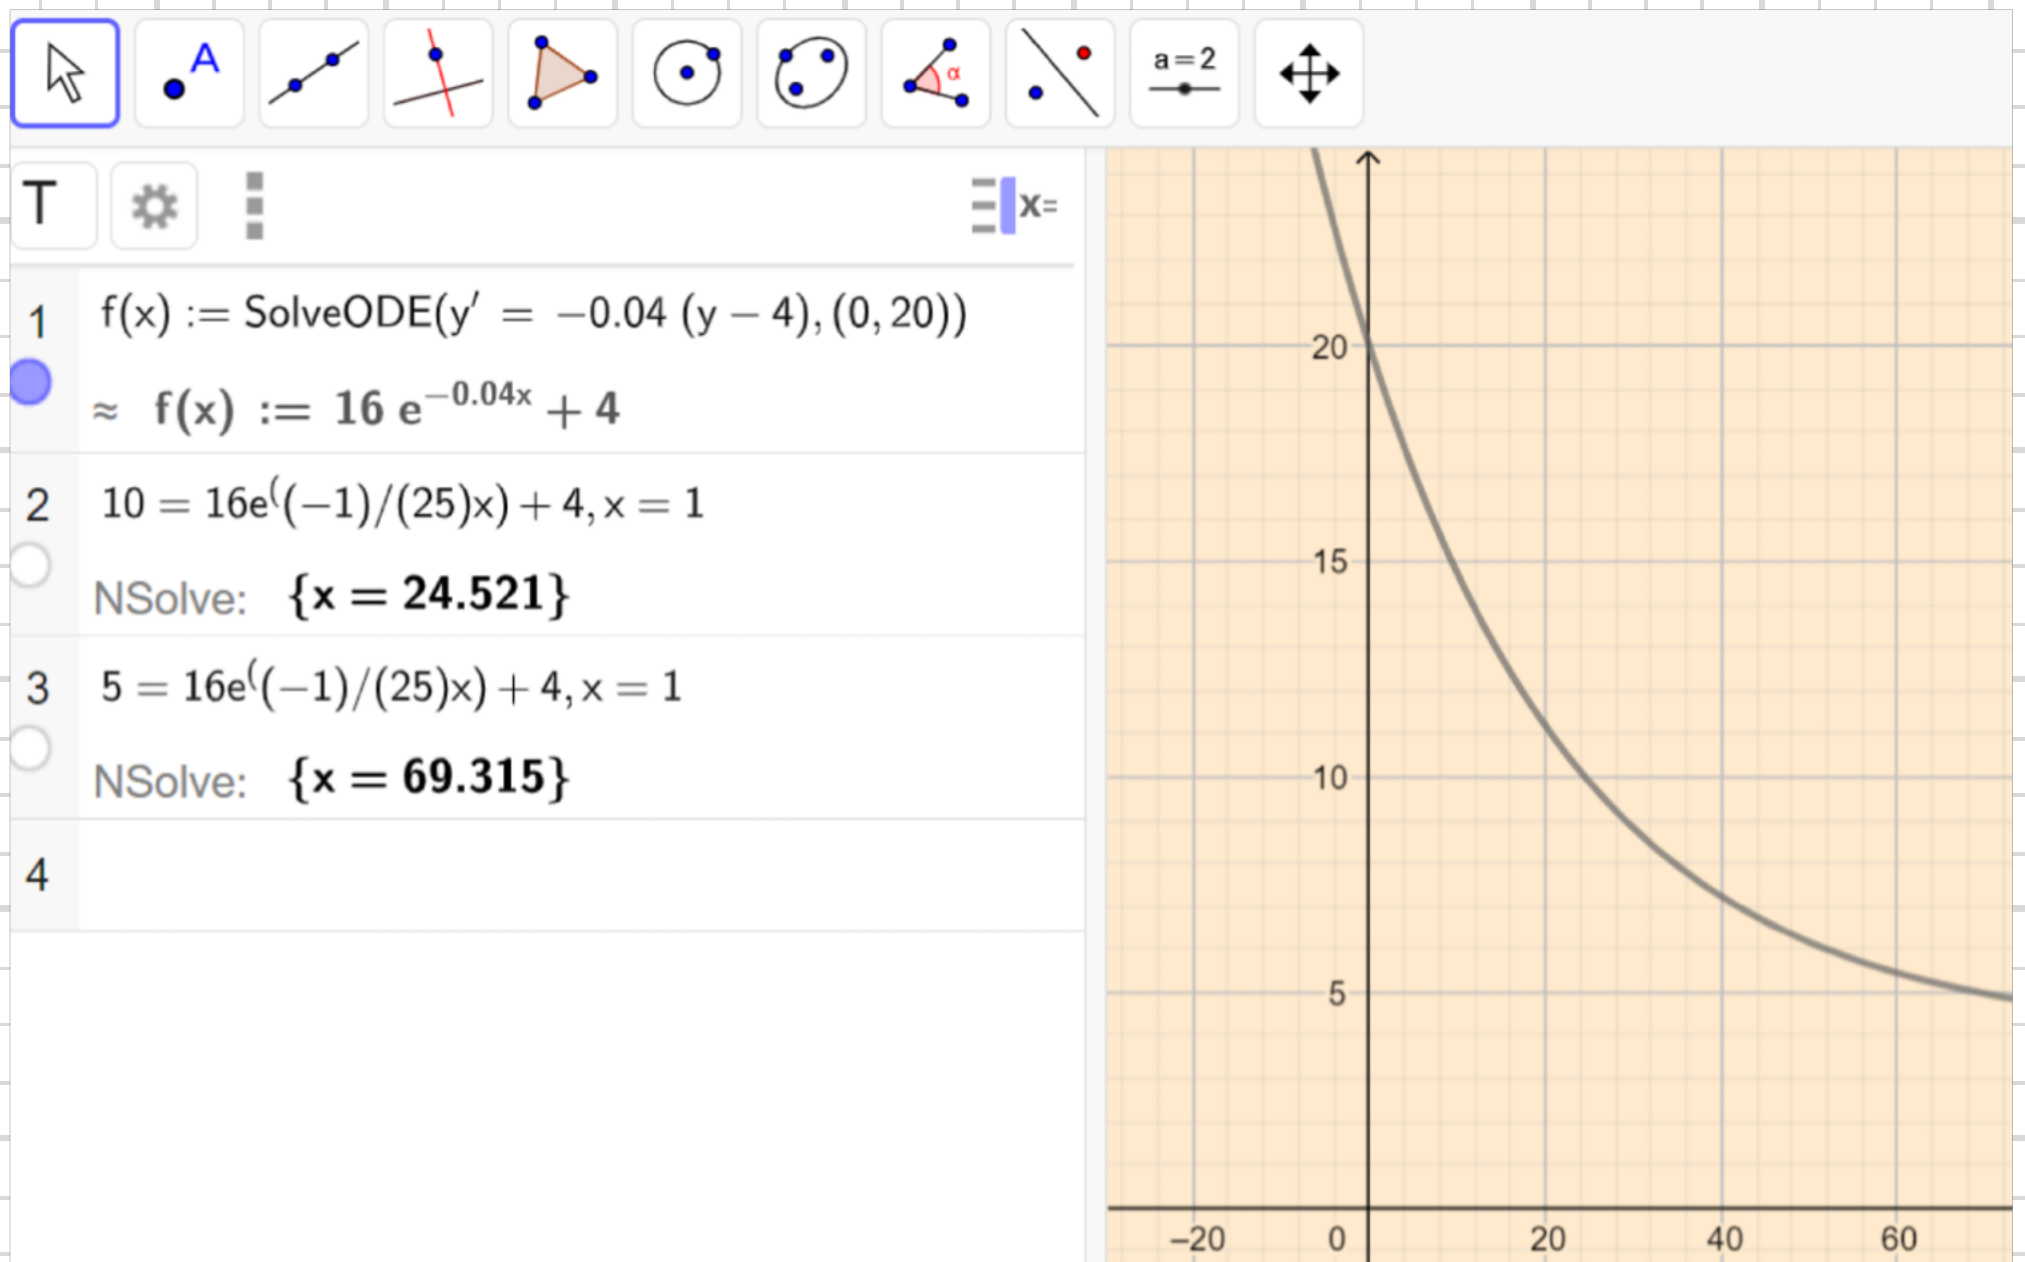 A
α
a=2
T
x=
1
f(x) := SolveODE(y′ = −0.04 (y − 4), (0, 20))
≈ f(x) := 16 e^−0.04x + 4
2
10 = 16e^((−1)/(25)x) + 4, x = 1
NSolve: {x = 24.521}
3
5 = 16e^((−1)/(25)x) + 4, x = 1
NSolve: {x = 69.315}
4
20
15
10
5
−20 0 20 40 60